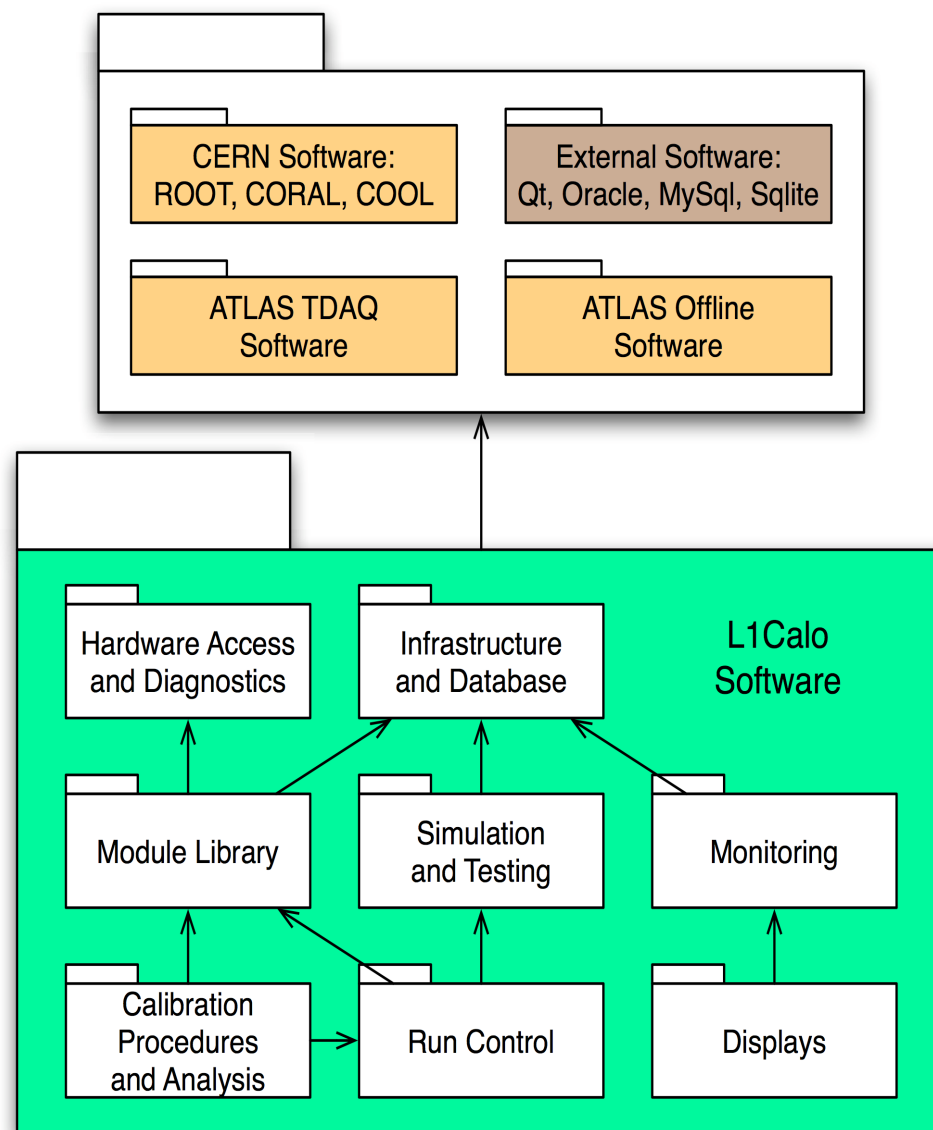 CERN Software:
ROOT, CORAL, COOL
External Software:
Qt, Oracle, MySql, Sqlite
ATLAS TDAQ
Software
ATLAS Offline
Software
L1Calo
Software
Hardware Access
and Diagnostics
Infrastructure
and Database
Module Library
Simulation
and Testing
Monitoring
Calibration
Procedures
and Analysis
Run Control
Displays